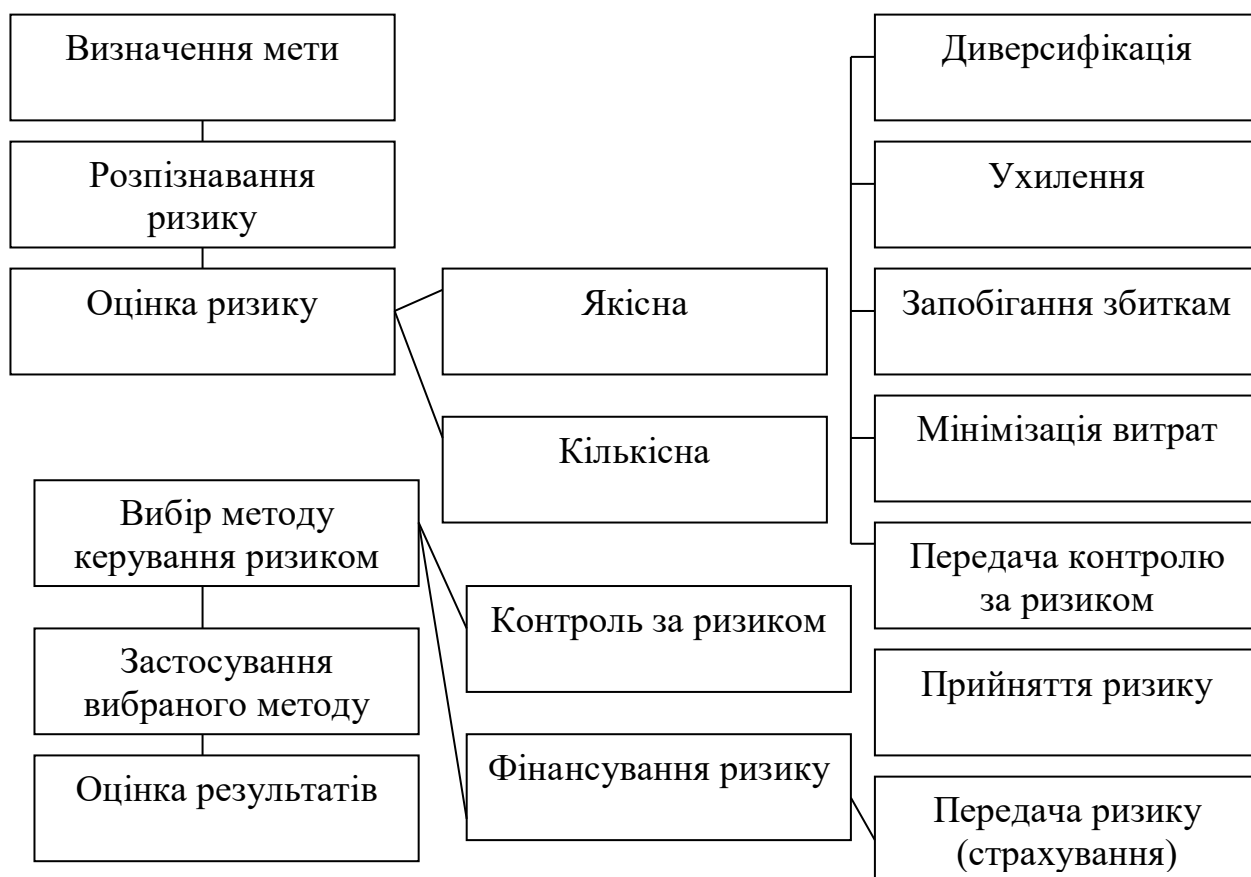 Визначення мети
Розпізнавання
ризику
Оцінка ризику
Якісна
Кількісна
Вибір методу
керування ризиком
Застосування
вибраного методу
Оцінка результатів
Контроль за ризиком
Фінансування ризику
Диверсифікація
Ухилення
Запобігання збиткам
Мінімізація витрат
Передача контролю
за ризиком
Прийняття ризику
Передача ризику
(страхування)